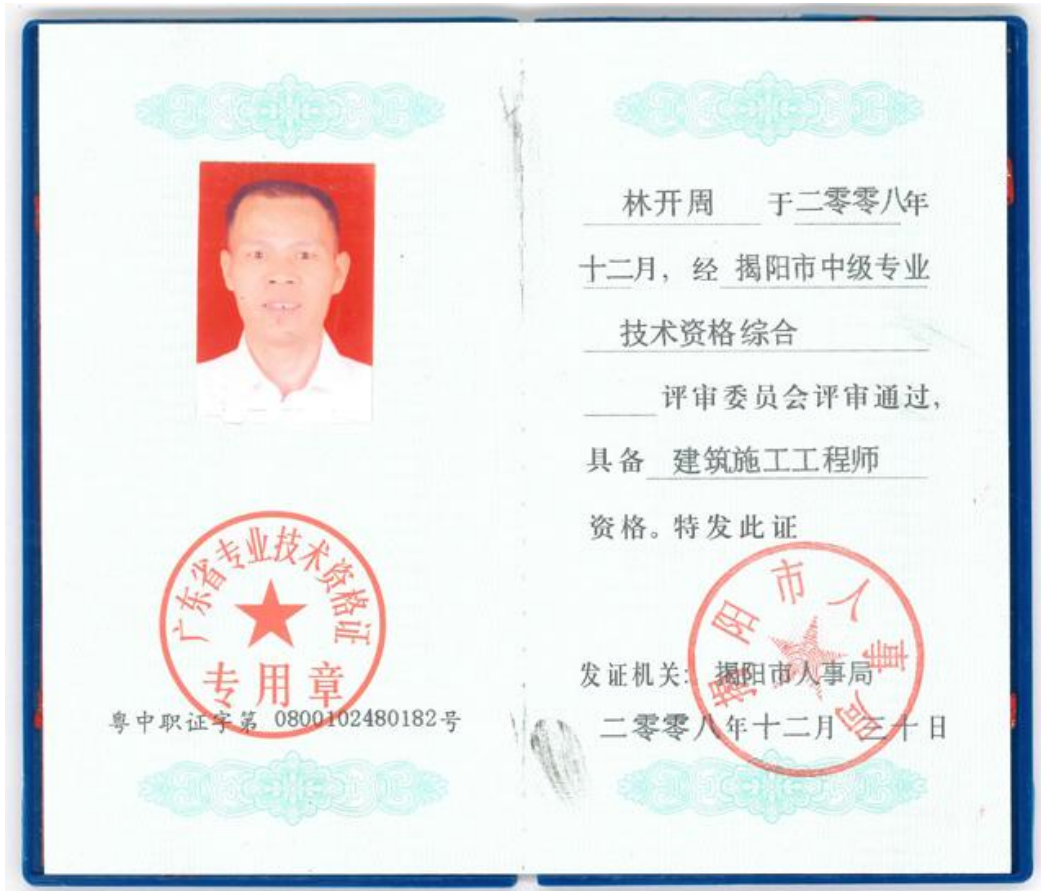 广东省专业技术资格证
专用章
粤中职证字第 0800102480182号
林开周 于二零零八年
十二月，经 揭阳市中级专业
技术资格综合
评审委员会评审通过，
具备 建筑施工工程师
资格。特发此证
揭阳市人事局
发证机关：揭阳市人事局
二零零八年十二月 三十日